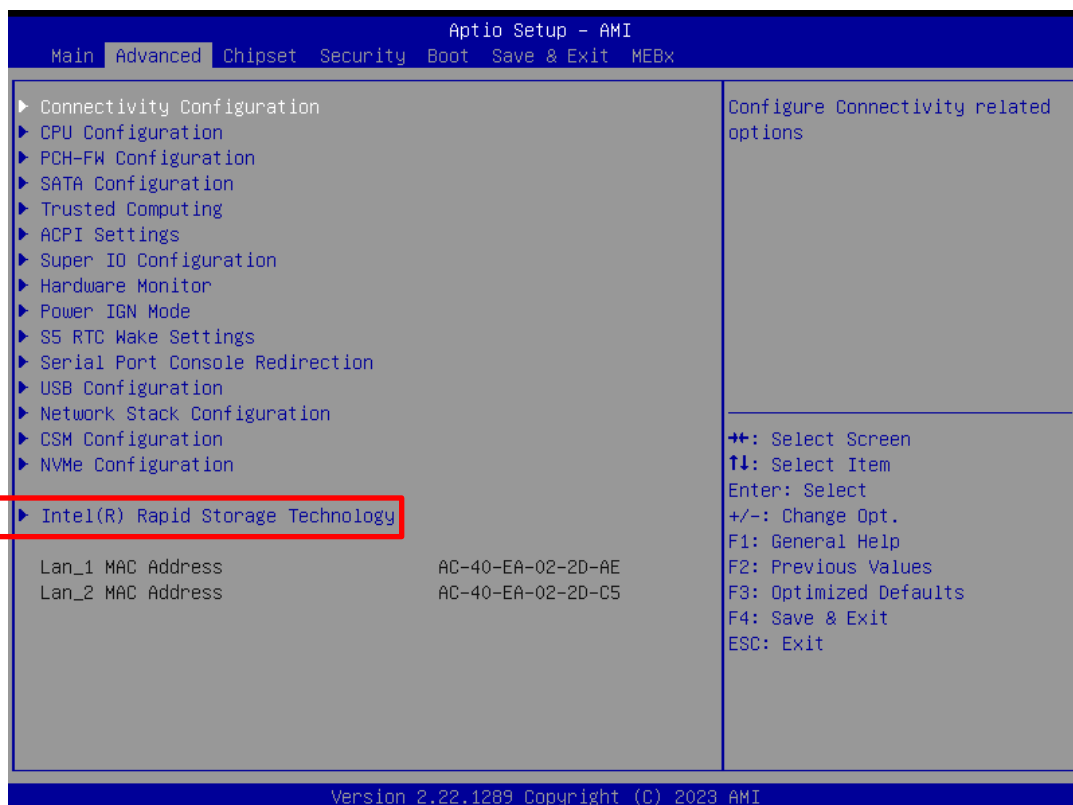 Aptio Setup – AMI
Main Advanced Chipset Security Boot Save & Exit MEBx
Connectivity Configuration
CPU Configuration
PCH-FW Configuration
SATA Configuration
Trusted Computing
ACPI Settings
Super IO Configuration
Hardware Monitor
Power IGN Mode
S5 RTC Wake Settings
Serial Port Console Redirection
USB Configuration
Network Stack Configuration
CSM Configuration
NVMe Configuration
Intel(R) Rapid Storage Technology
Lan_1 MAC Address AC-40-EA-02-2D-AE
Lan_2 MAC Address AC-40-EA-02-2D-C5
Configure Connectivity related
options
→←: Select Screen
↑↓: Select Item
Enter: Select
+/-: Change Opt.
F1: General Help
F2: Previous Values
F3: Optimized Defaults
F4: Save & Exit
ESC: Exit
Version 2.22.1289 Copyright (C) 2023 AMI